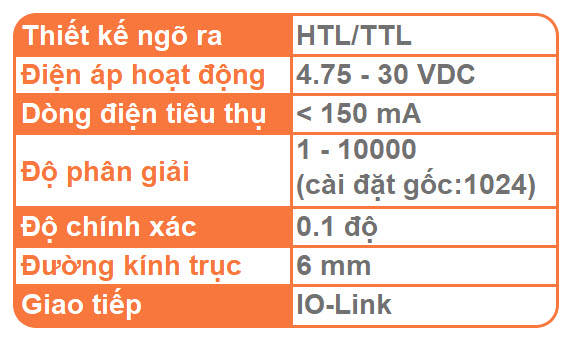 Thiết kế ngõ ra HTL/TTL
Điện áp hoạt động 4.75 - 30 VDC
Dòng điện tiêu thụ < 150 mA
Độ phân giải 1 - 10000
(cài đặt gốc:1024)
Độ chính xác 0.1 độ
Đường kính trục 6 mm
Giao tiếp IO-Link